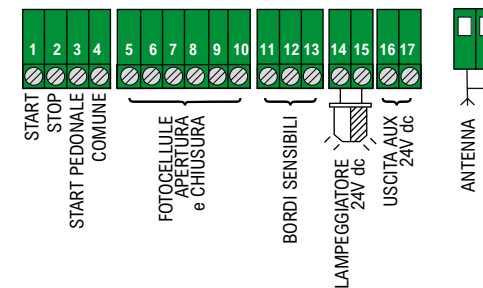 1 2 3 4 5 6 7 8 9 10 11 12 13 14 15 16 17
START
STOP
START PEDONALE
COMUNE
FOTOCELLULE
APERTURA
e CHIUSURA
BORDI SENSIBILI
LAMPEGGIATORE
24V dc
USCITA AUX
24V dc
ANTENNA